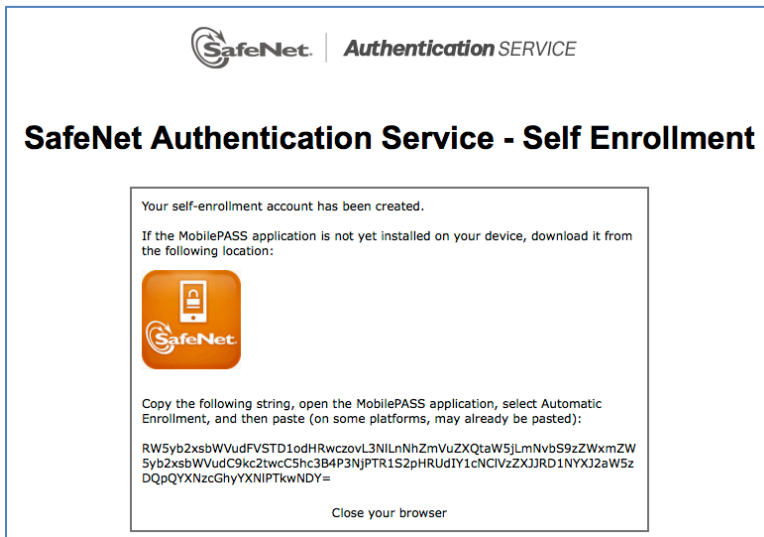 SafeNet. Authentication SERVICE
SafeNet Authentication Service - Self Enrollment
Your self-enrollment account has been created.
If the MobilePASS application is not yet installed on your device, download it from
the following location:
SafeNet.
Copy the following string, open the MobilePASS application, select Automatic
Enrollment, and then paste (on some platforms, may already be pasted):
RW5yb2xsbWVudFVSTD1odHRwczovL3NlLnNhZmVuZXQtaW5jLmNvbS9zZWxmZW
5yb2xsbWVudC9kc2twcC5hc3B4P3NjPTR1S2pHRUdIY1cNClVzZXJJRD1NYXJ2aW5z
DQpQYXNzcGhyYXNlPTkwNDY=
Close your browser